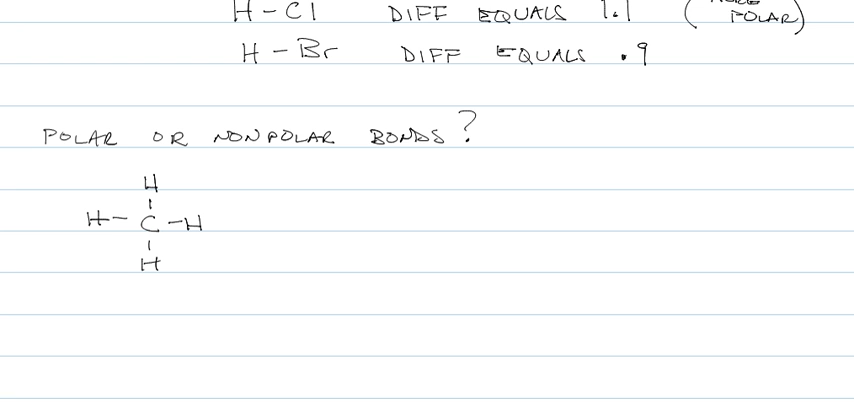 H-Cl DIFF EQUALS 1.1 (
POLAR)
H-Br DIFF EQUALS .9
POLAR OR NONPOLAR BONDS?
H
H-C-H
H